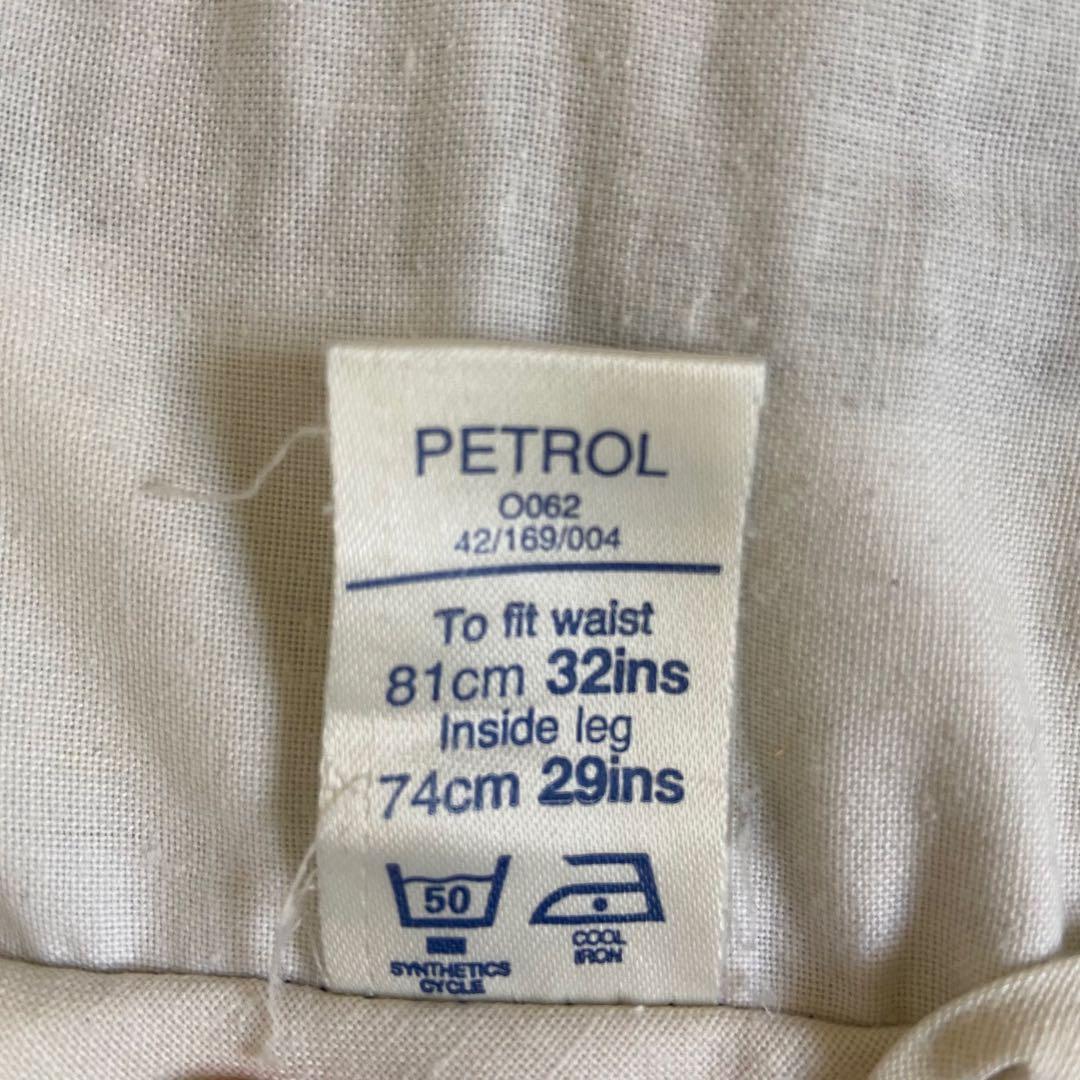 PETROL
O062
42/169/004
To fit waist
81cm 32ins
Inside leg
74cm 29ins
50
SYNTHETICS
CYCLE
COOL
IRON